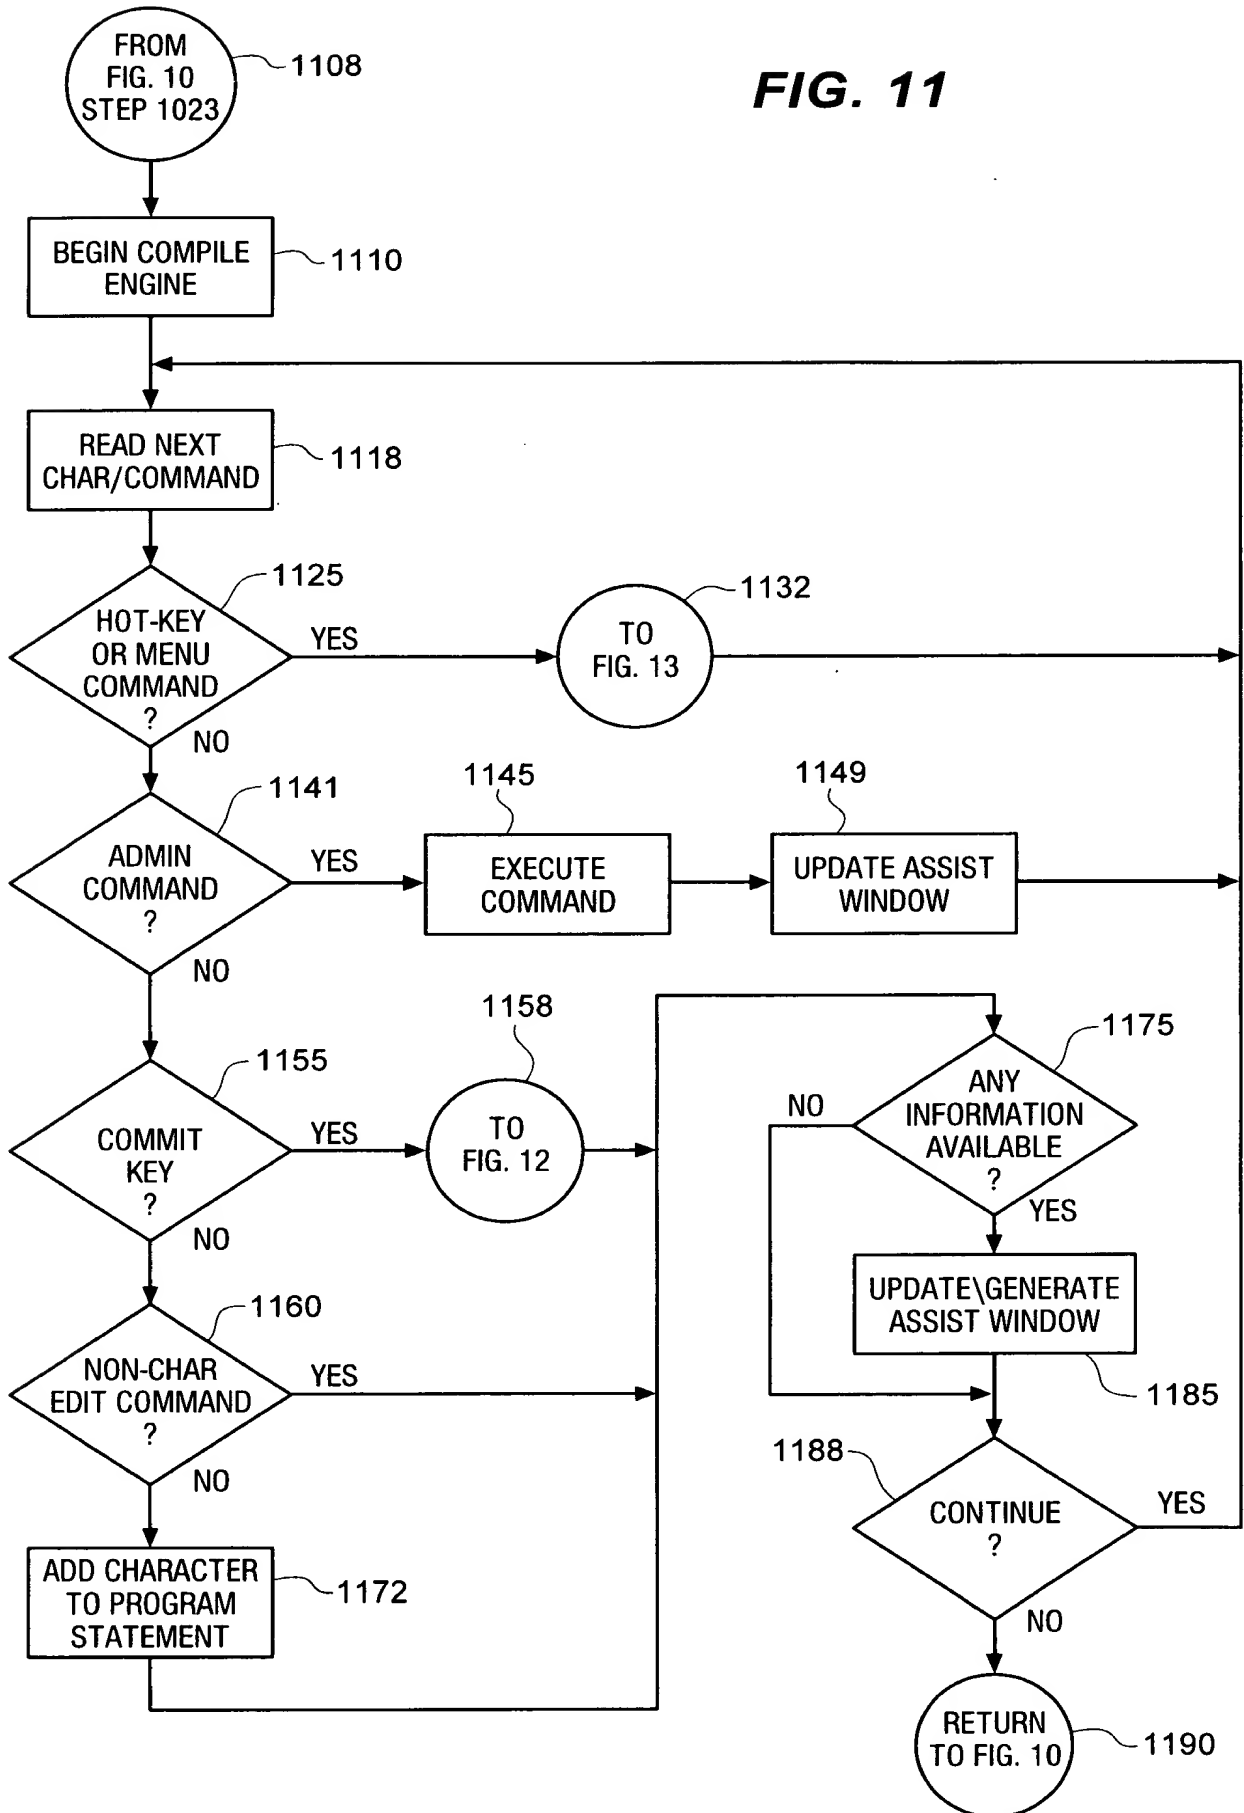 FROM
FIG. 10
STEP 1023
1108
FIG. 11
BEGIN COMPILE
ENGINE
1110
READ NEXT
CHAR/COMMAND
1118
HOT-KEY
OR MENU
COMMAND
?
1125
YES
NO
TO
FIG. 13
1132
ADMIN
COMMAND
?
1141
YES
NO
EXECUTE
COMMAND
1145
UPDATE ASSIST
WINDOW
1149
COMMIT
KEY
?
1155
YES
NO
TO
FIG. 12
1158
NON-CHAR
EDIT COMMAND
?
1160
YES
NO
ADD CHARACTER
TO PROGRAM
STATEMENT
1172
ANY
INFORMATION
AVAILABLE
?
1175
NO
YES
UPDATE\GENERATE
ASSIST WINDOW
1185
CONTINUE
?
1188
YES
NO
RETURN
TO FIG. 10
1190